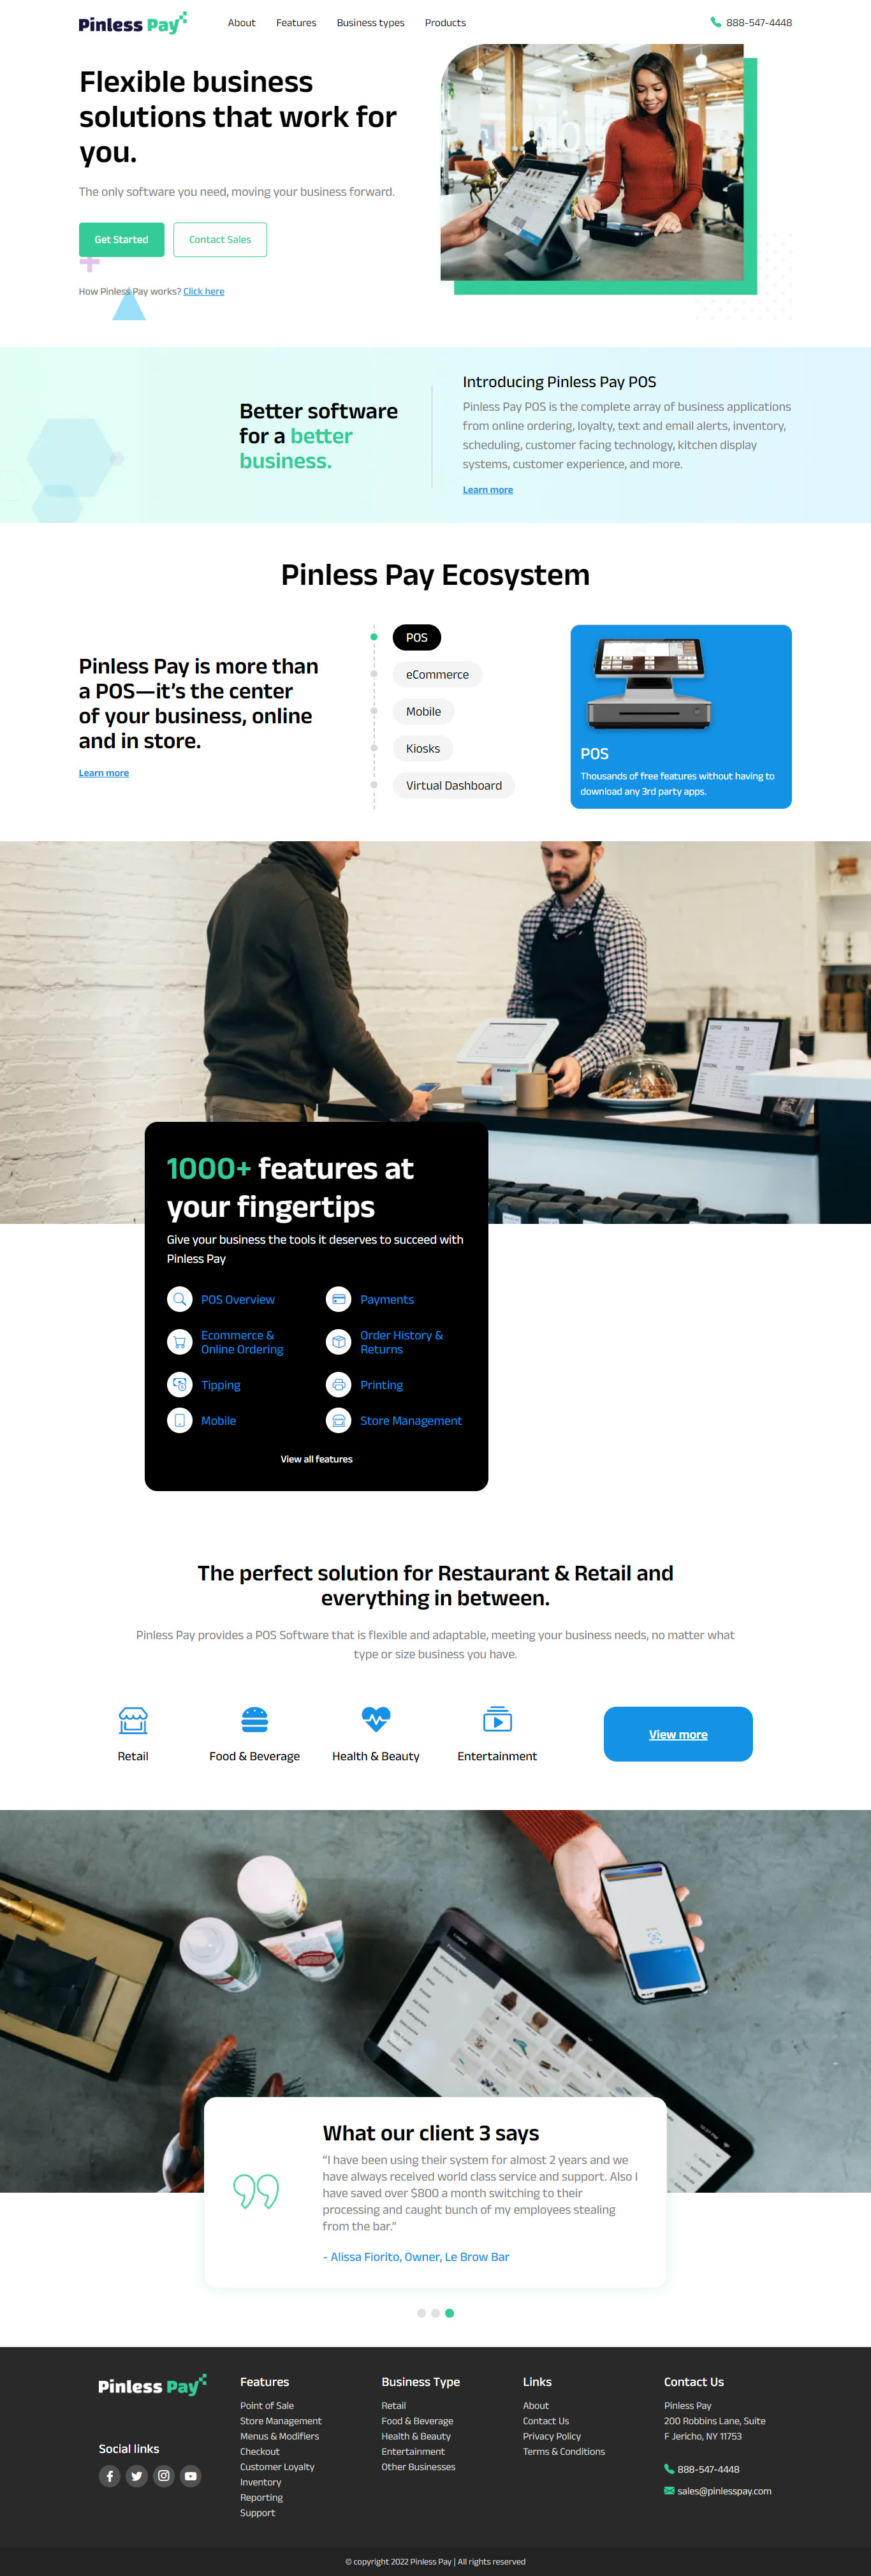 Pinless Pay
About
Features
Business types
Products
888-547-4448
Flexible business
solutions that work for
you.
The only software you need, moving your business forward.
Get Started
Contact Sales
How Pinless Pay works? Click here
Better software
for a better
business.
Introducing Pinless Pay POS
Pinless Pay POS is the complete array of business applications
from online ordering, loyalty, text and email alerts, inventory,
scheduling, customer facing technology, kitchen display
systems, customer experience, and more.
Learn more
Pinless Pay Ecosystem
Pinless Pay is more than
a POS—it’s the center
of your business, online
and in store.
Learn more
POS
eCommerce
Mobile
Kiosks
Virtual Dashboard
POS
Thousands of free features without having to
download any 3rd party apps.
1000+ features at
your fingertips
Give your business the tools it deserves to succeed with
Pinless Pay
POS Overview
Payments
Ecommerce &
Online Ordering
Order History &
Returns
Tipping
Printing
Mobile
Store Management
View all features
The perfect solution for Restaurant & Retail and
everything in between.
Pinless Pay provides a POS Software that is flexible and adaptable, meeting your business needs, no matter what
type or size business you have.
Retail
Food & Beverage
Health & Beauty
Entertainment
View more
What our client 3 says
“I have been using their system for almost 2 years and we
have always received world class service and support. Also I
have saved over $800 a month switching to their
processing and caught bunch of my employees stealing
from the bar.”
- Alissa Fiorito, Owner, Le Brow Bar
Pinless Pay
Social links
Features
Point of Sale
Store Management
Menus & Modifiers
Checkout
Customer Loyalty
Inventory
Reporting
Support
Business Type
Retail
Food & Beverage
Health & Beauty
Entertainment
Other Businesses
Links
About
Contact Us
Privacy Policy
Terms & Conditions
Contact Us
Pinless Pay
200 Robbins Lane, Suite
F Jericho, NY 11753
888-547-4448
sales@pinlesspay.com
© copyright 2022 Pinless Pay | All rights reserved